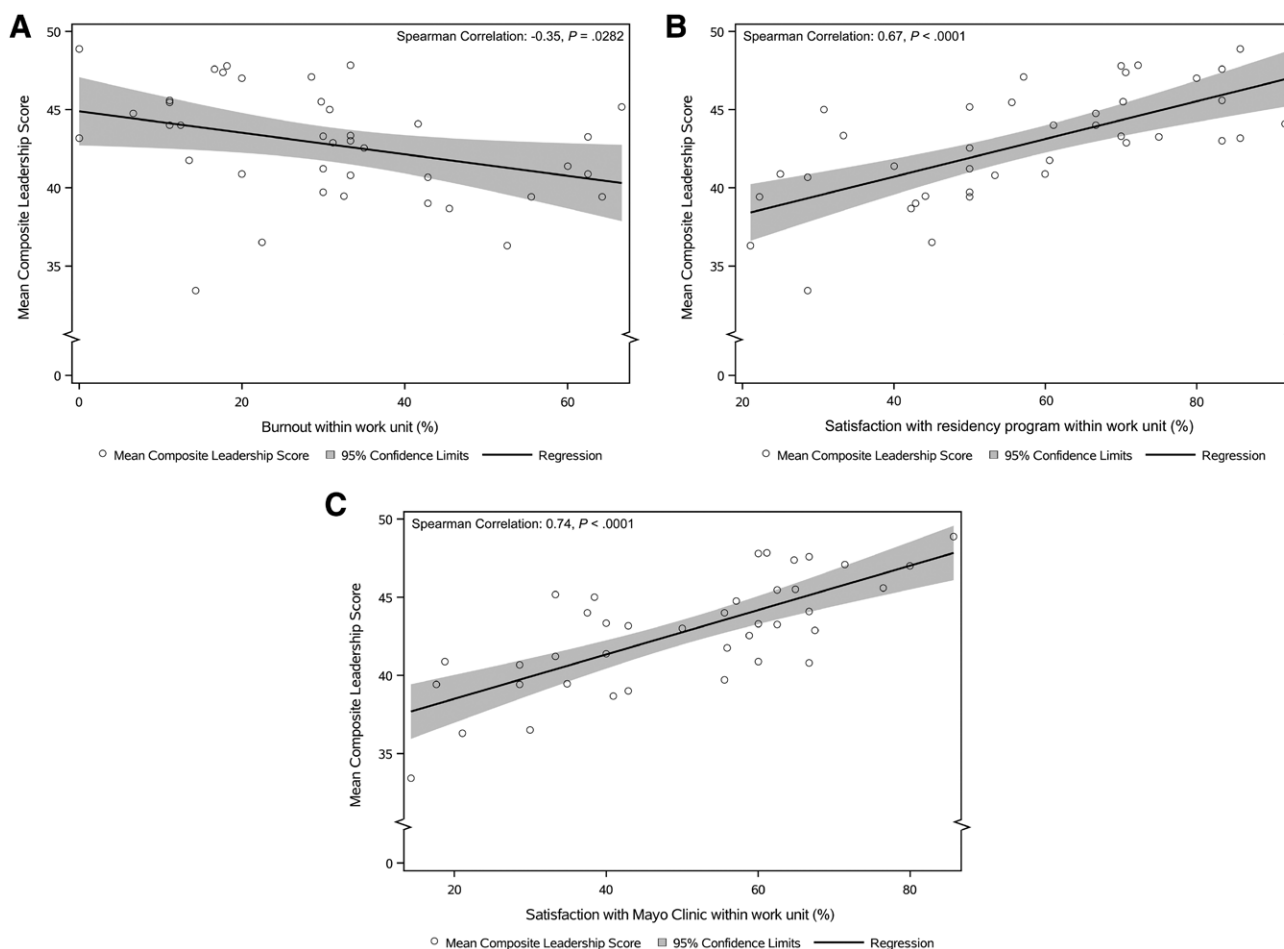 A
Spearman Correlation: -0.35, P = .0282
Mean Composite Leadership Score
50
45
40
35
0
0 20 40 60
Burnout within work unit (%)
Mean Composite Leadership Score 95% Confidence Limits Regression
B
Spearman Correlation: 0.67, P < .0001
Mean Composite Leadership Score
50
45
40
35
0
20 40 60 80
Satisfaction with residency program within work unit (%)
Mean Composite Leadership Score 95% Confidence Limits Regression
C
Spearman Correlation: 0.74, P < .0001
Mean Composite Leadership Score
50
45
40
35
0
20 40 60 80
Satisfaction with Mayo Clinic within work unit (%)
Mean Composite Leadership Score 95% Confidence Limits Regression